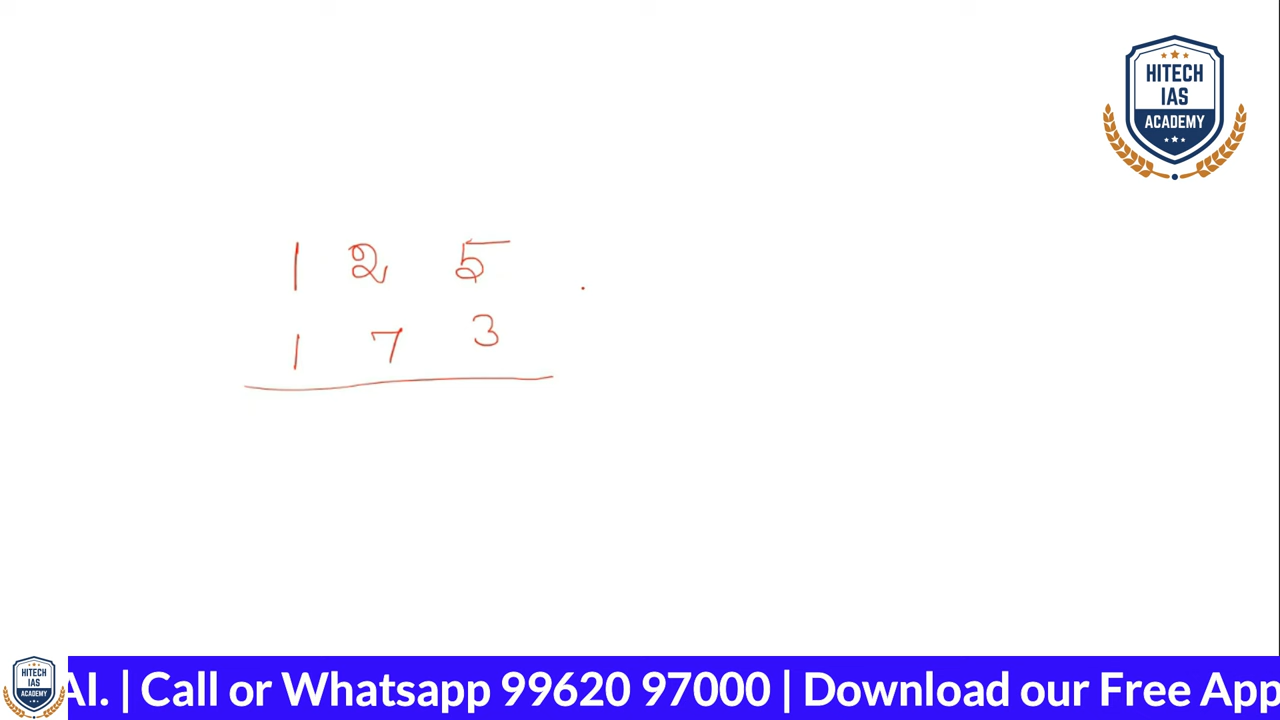 HITECH
IAS
ACADEMY
1 2 5
1 7 3
HITECH
IAS
ACADEMY
AI. | Call or Whatsapp 99620 97000 | Download our Free App